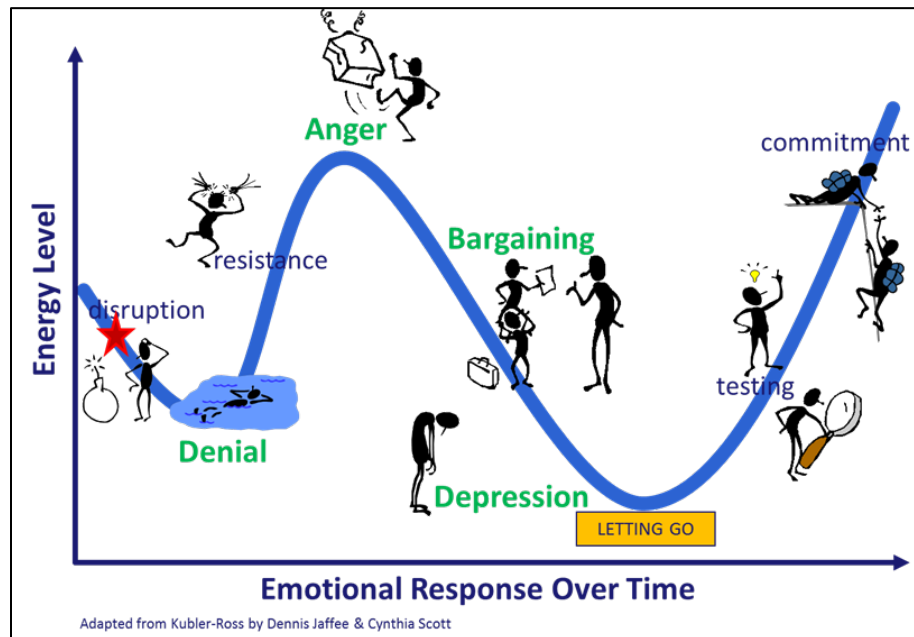 Anger
commitment
Energy Level
resistance
Bargaining
disruption
testing
Denial
Depression
LETTING GO
Emotional Response Over Time
Adapted from Kubler-Ross by Dennis Jaffee & Cynthia Scott